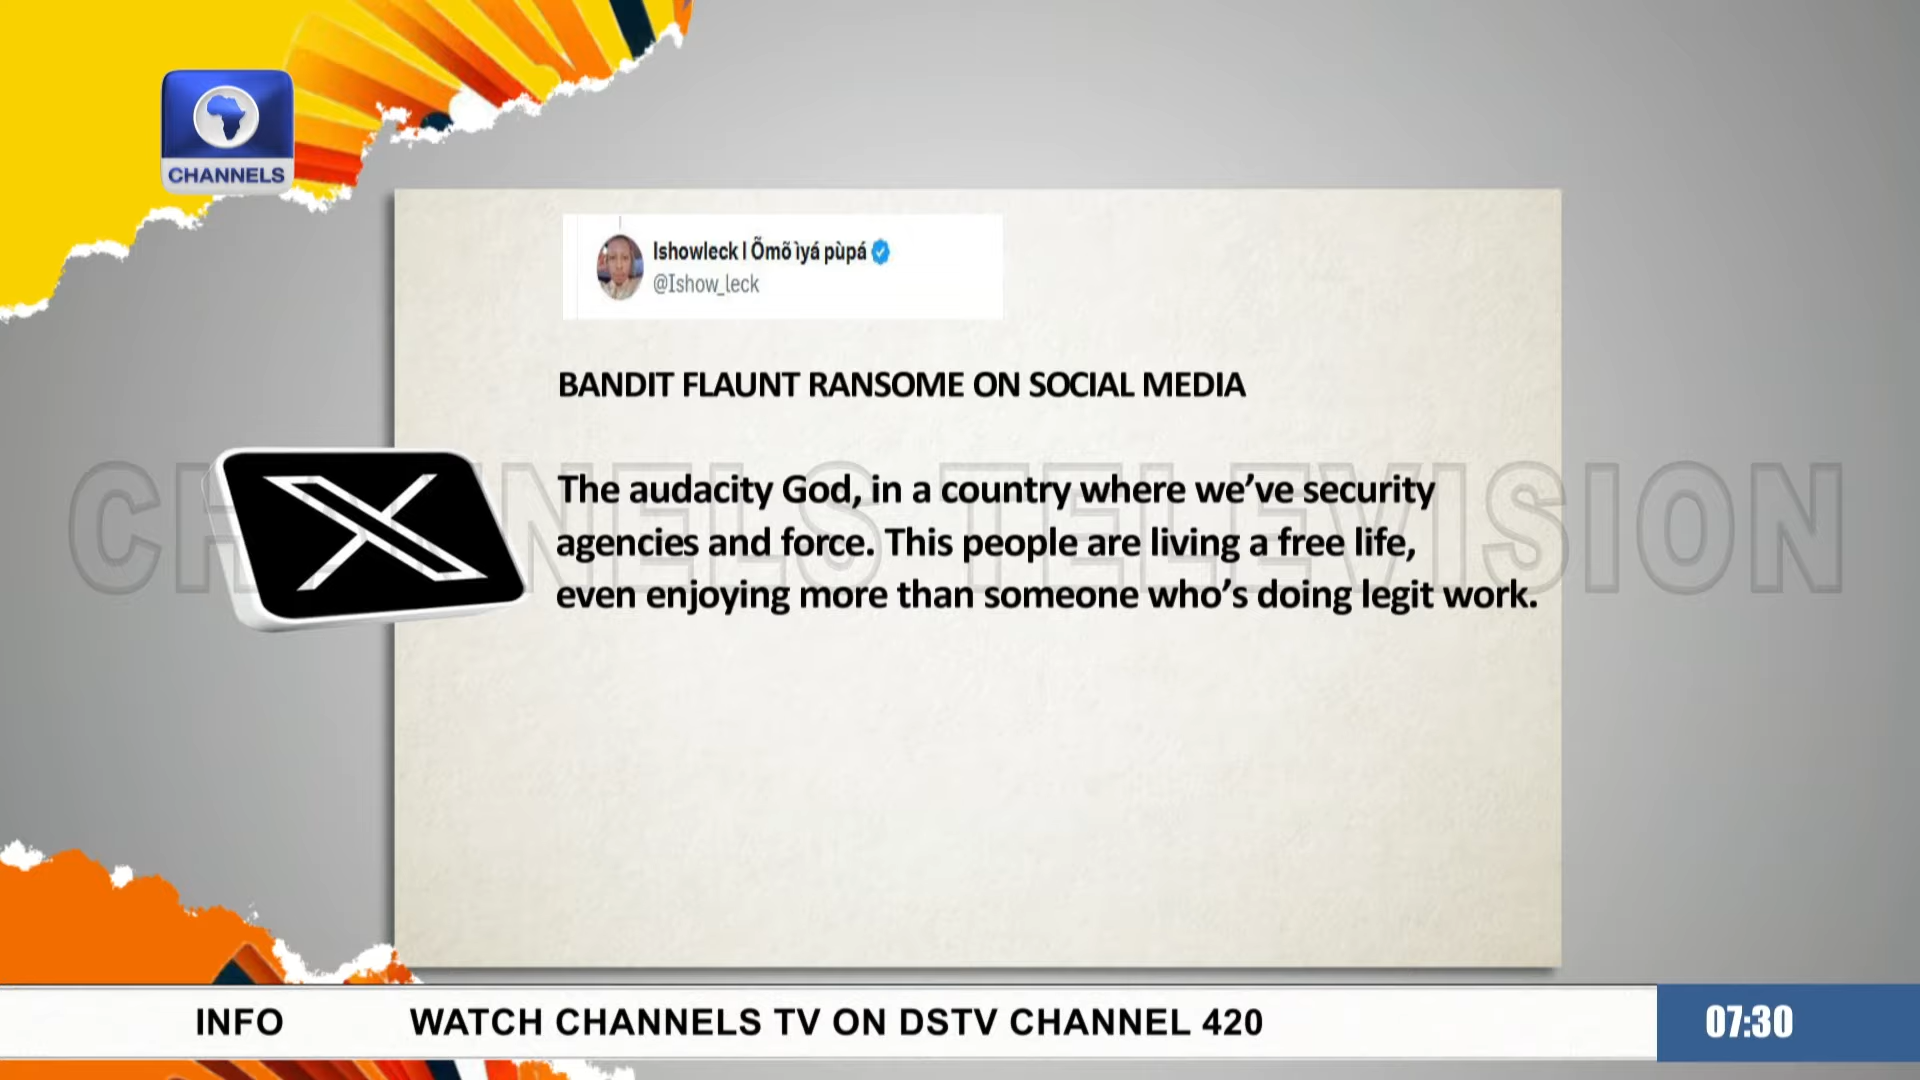 CHANNELS
Ishowleck I Õmõ ìyá pùpá
@Ishow_leck
BANDIT FLAUNT RANSOME ON SOCIAL MEDIA
CHANNELS TELEVISION
The audacity God, in a country where we've security
agencies and force. This people are living a free life,
even enjoying more than someone who's doing legit work.
INFO WATCH CHANNELS TV ON DSTV CHANNEL 420 07:30